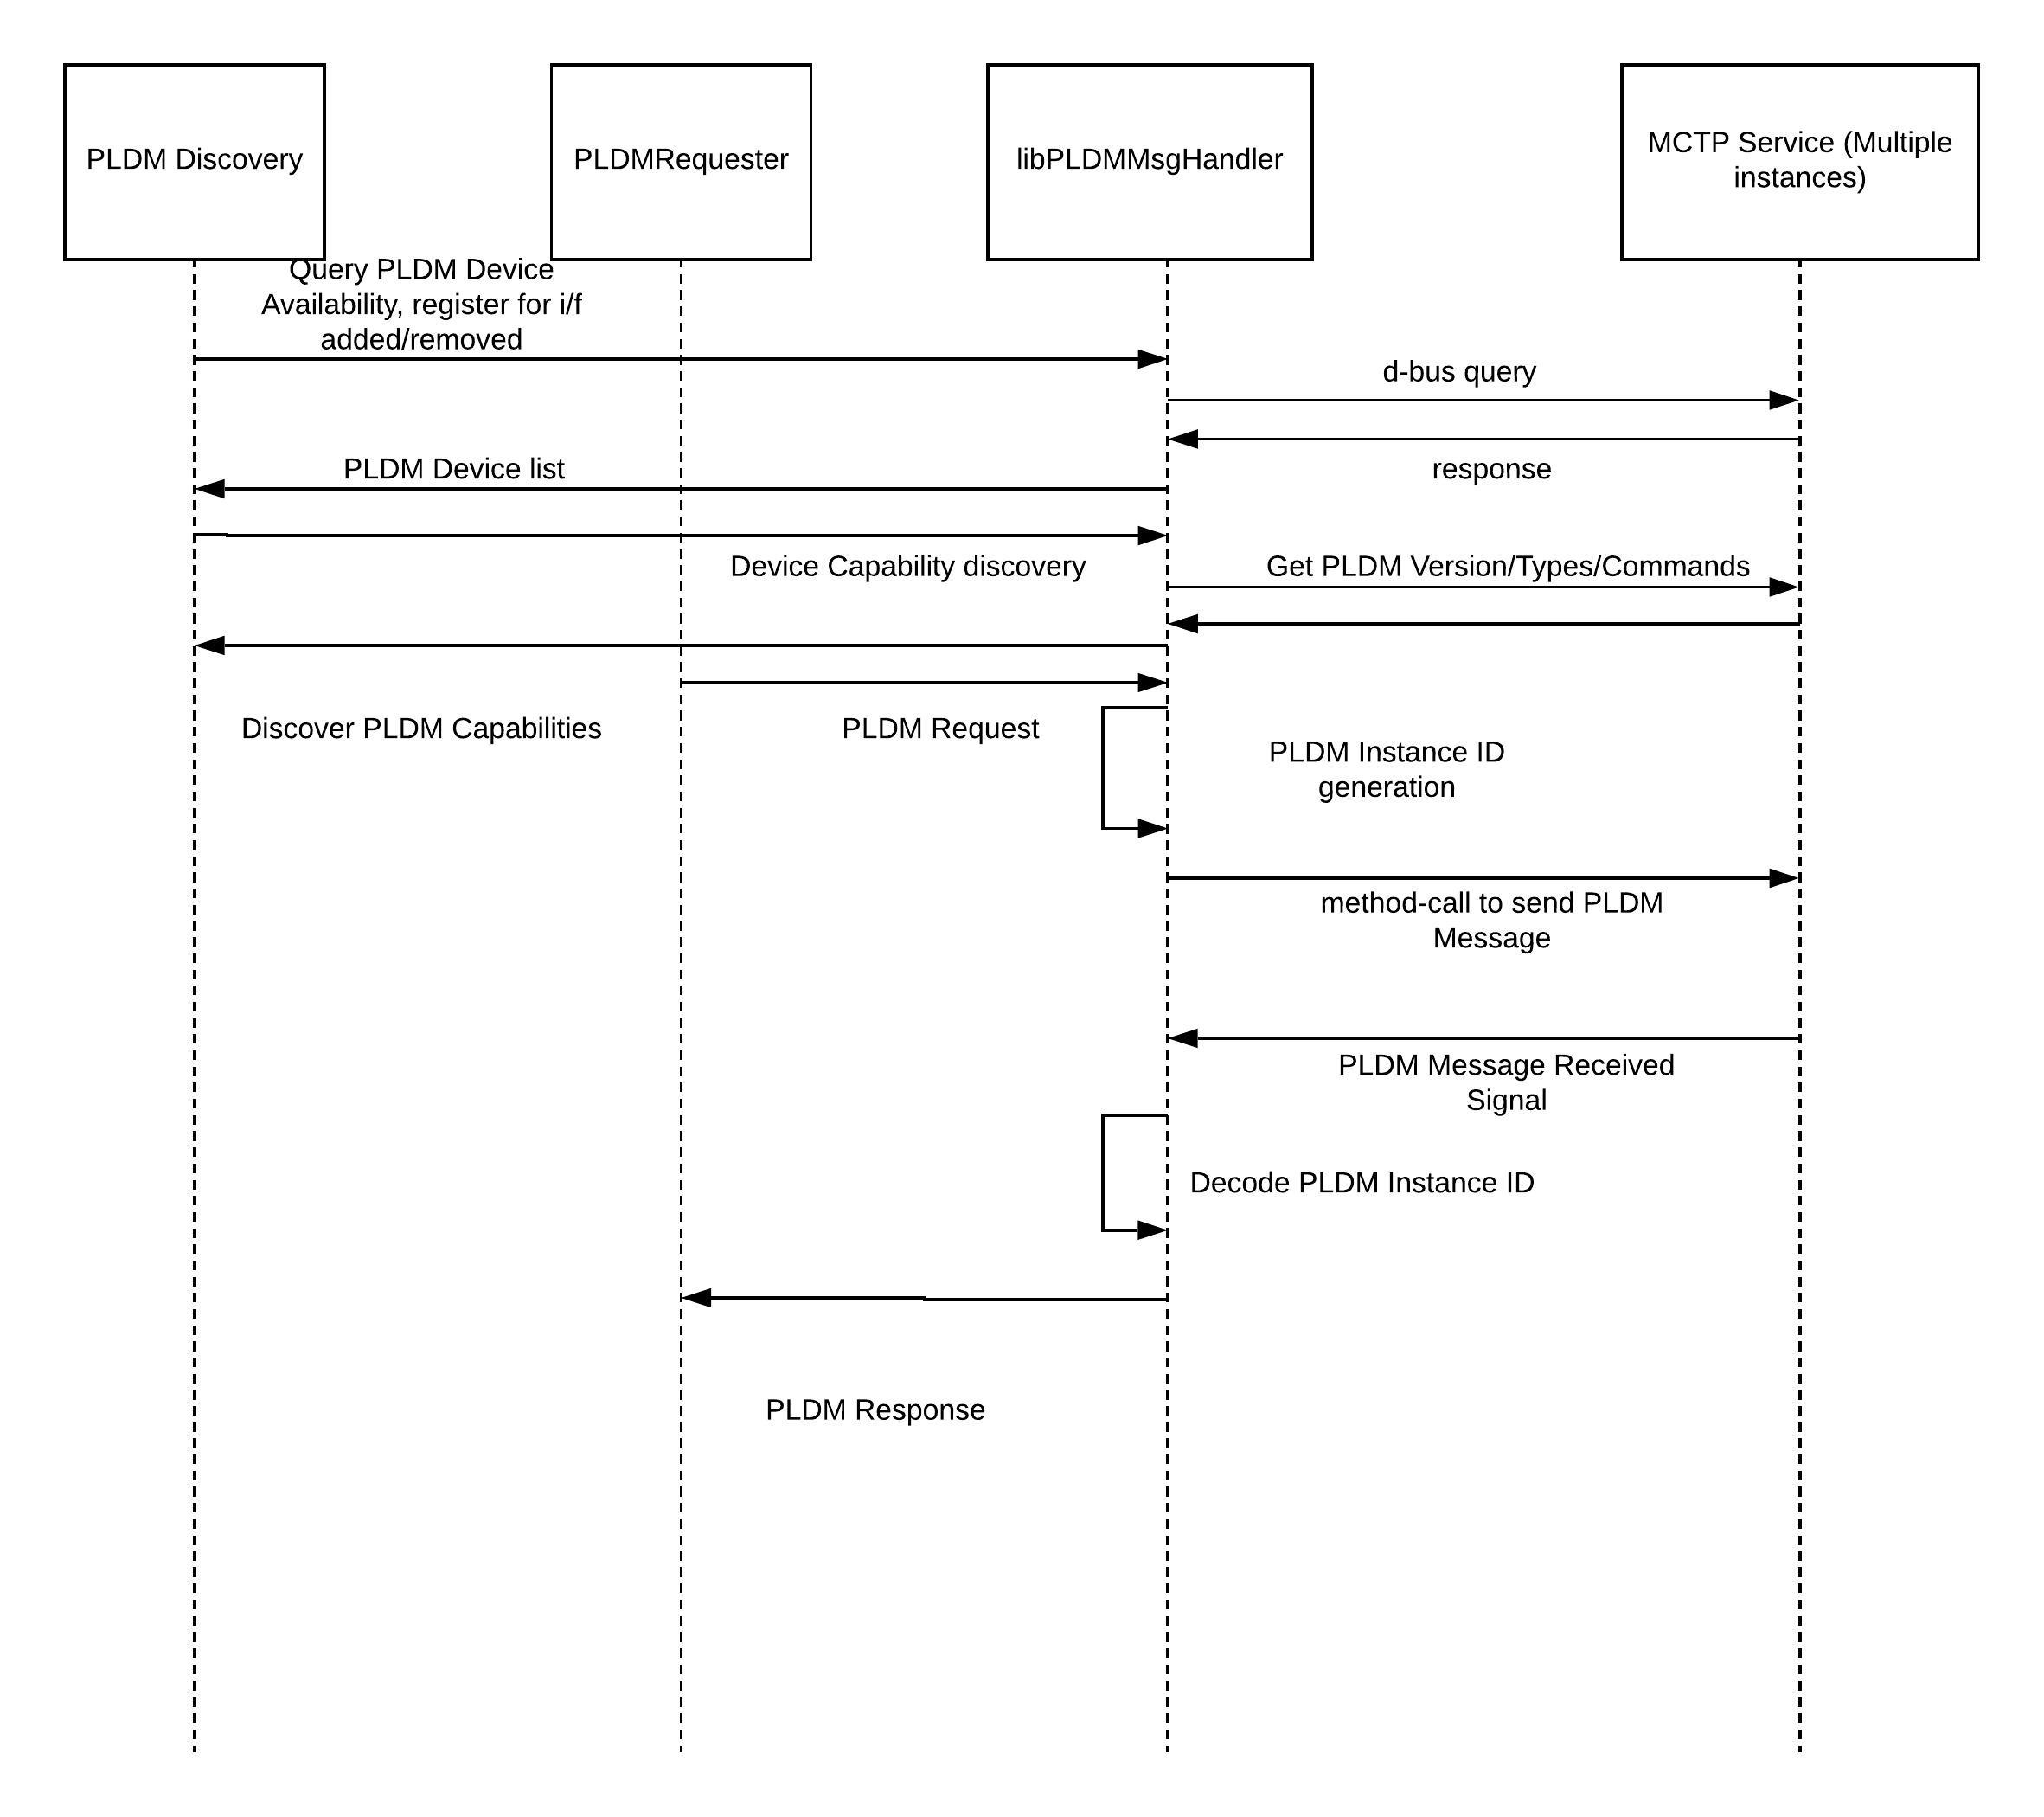 PLDM Discovery
PLDMRequester
libPLDMMsgHandler
MCTP Service (Multiple
instances)
Query PLDM Device
Availability, register for i/f
added/removed
d-bus query
PLDM Device list
response
Device Capability discovery
Get PLDM Version/Types/Commands
Discover PLDM Capabilities
PLDM Request
PLDM Instance ID
generation
method-call to send PLDM
Message
PLDM Message Received
Signal
Decode PLDM Instance ID
PLDM Response